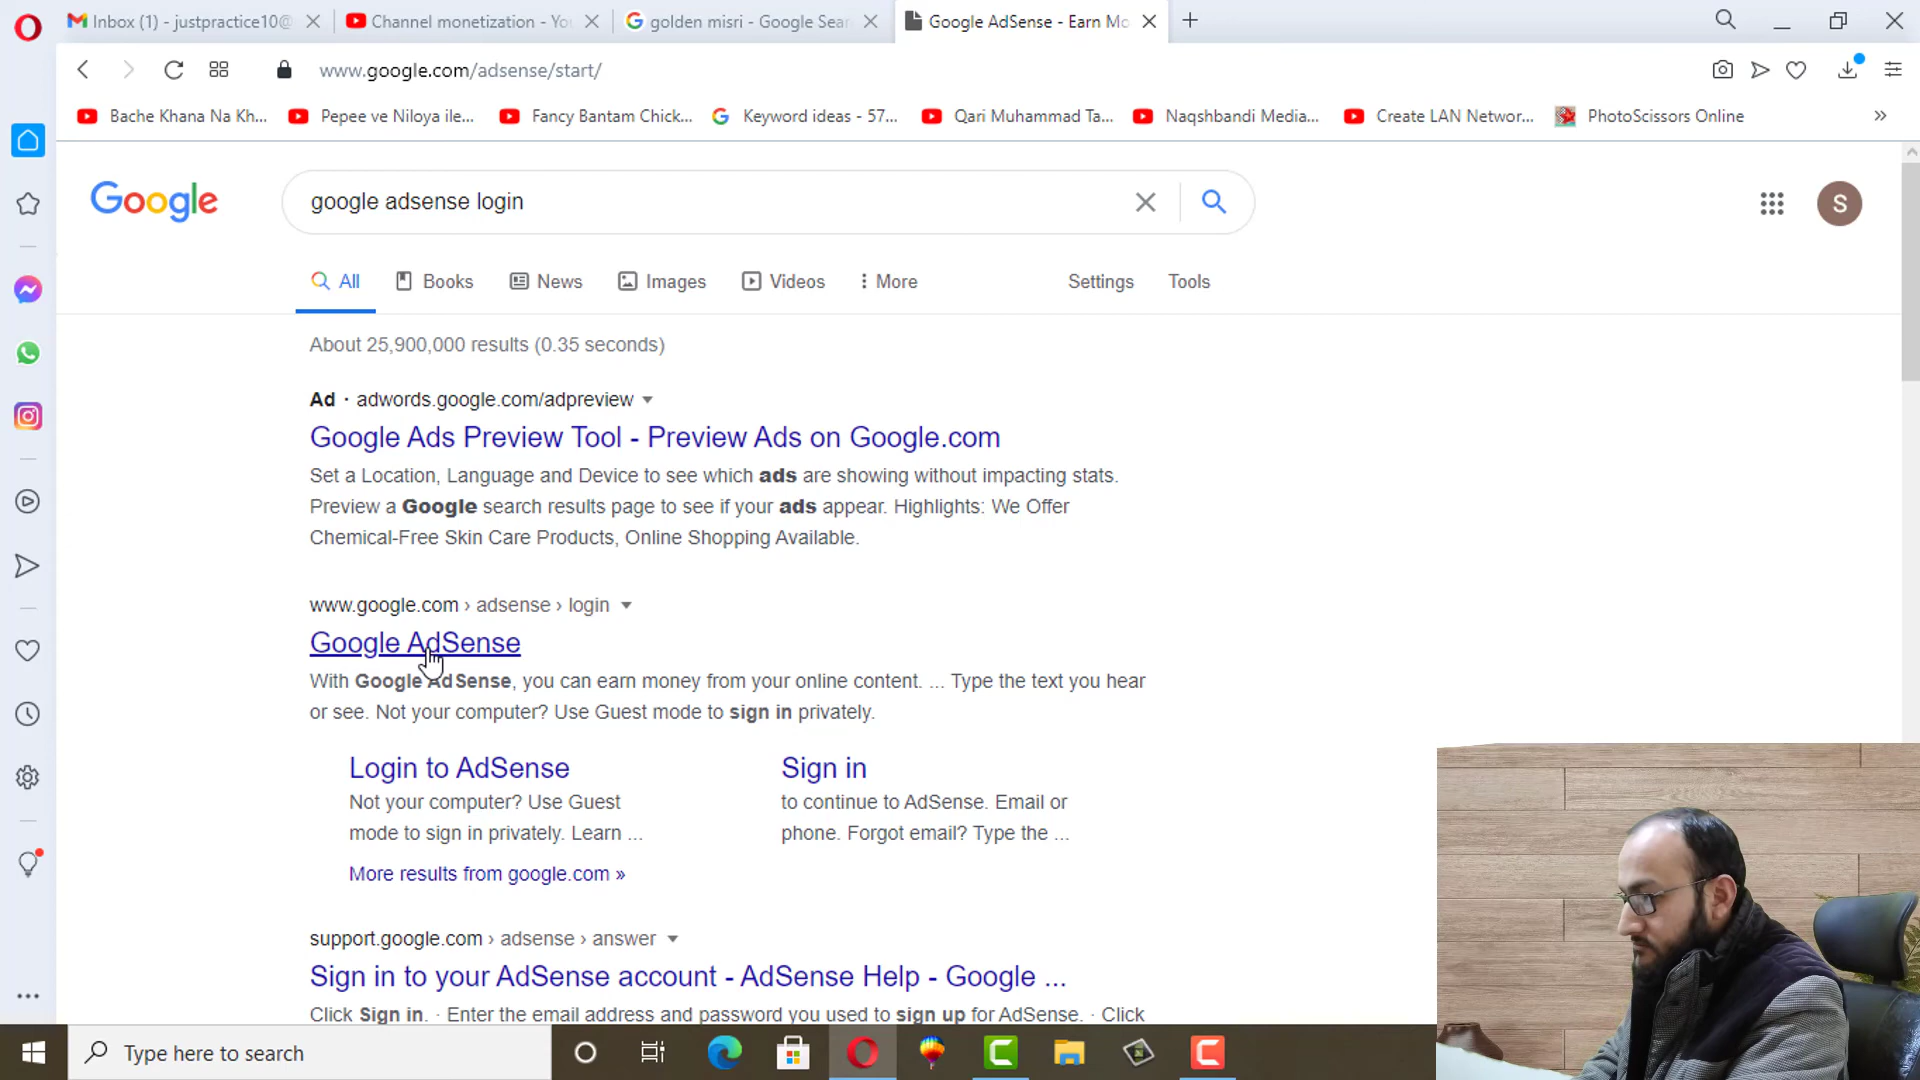 Inbox (1) - justpractice10@
Channel monetization - Yo
golden misri - Google Sear
Google AdSense - Earn Mo
www.google.com/adsense/start/
Bache Khana Na Kh...
Pepee ve Niloya ile...
Fancy Bantam Chick...
Keyword ideas - 57...
Qari Muhammad Ta...
Naqshbandi Media...
Create LAN Networ...
PhotoScissors Online
»
Google
google adsense login
S
All
Books
News
Images
Videos
More
Settings
Tools
About 25,900,000 results (0.35 seconds)
Ad · adwords.google.com/adpreview
Google Ads Preview Tool - Preview Ads on Google.com
Set a Location, Language and Device to see which ads are showing without impacting stats.
Preview a Google search results page to see if your ads appear. Highlights: We Offer
Chemical-Free Skin Care Products, Online Shopping Available.
www.google.com › adsense › login
Google AdSense
With Google AdSense, you can earn money from your online content. ... Type the text you hear
or see. Not your computer? Use Guest mode to sign in privately.
Login to AdSense
Not your computer? Use Guest
mode to sign in privately. Learn ...
Sign in
to continue to AdSense. Email or
phone. Forgot email? Type the ...
More results from google.com »
support.google.com › adsense › answer
Sign in to your AdSense account - AdSense Help - Google ...
Click Sign in. · Enter the email address and password you used to sign up for AdSense. · Click
Type here to search